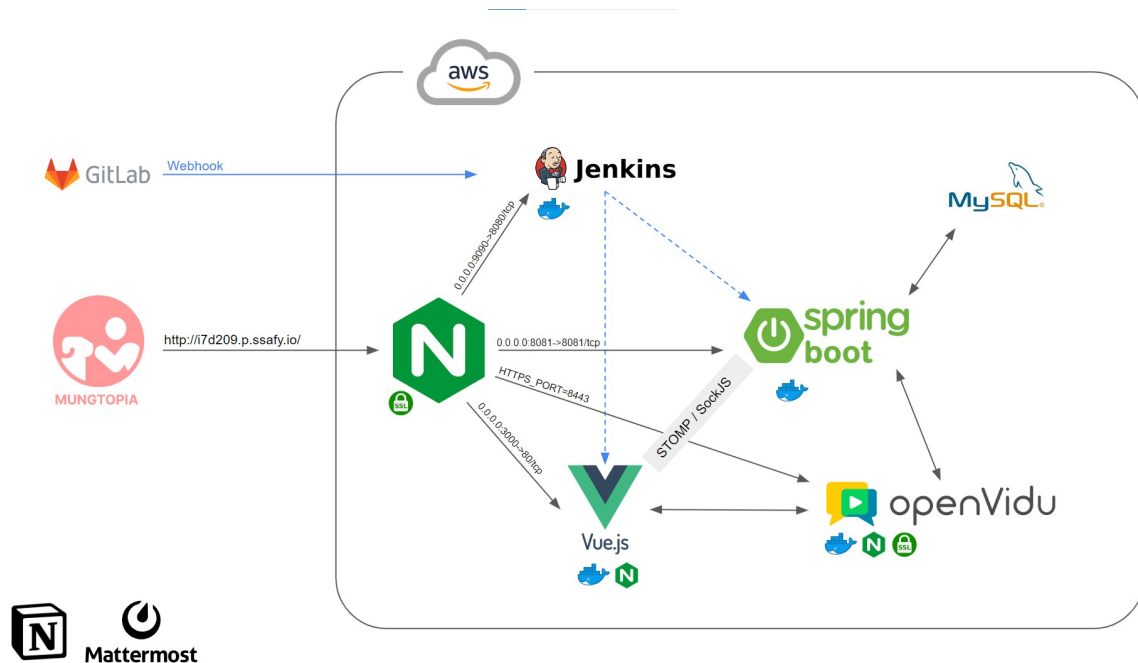 aws
GitLab
Webhook
Jenkins
MySQL®
0.0.0.0:9090->8080/tcp
http://i7d209.p.ssafy.io/
MUNGTOPIA
N
SSL
0.0.0.0:8081->8081/tcp
HTTPS_PORT=8443
0.0.0.0:3000->80/tcp
spring
boot
STOMP / SockJS
Vue.js
N
openVidu
N
SSL
N
Mattermost